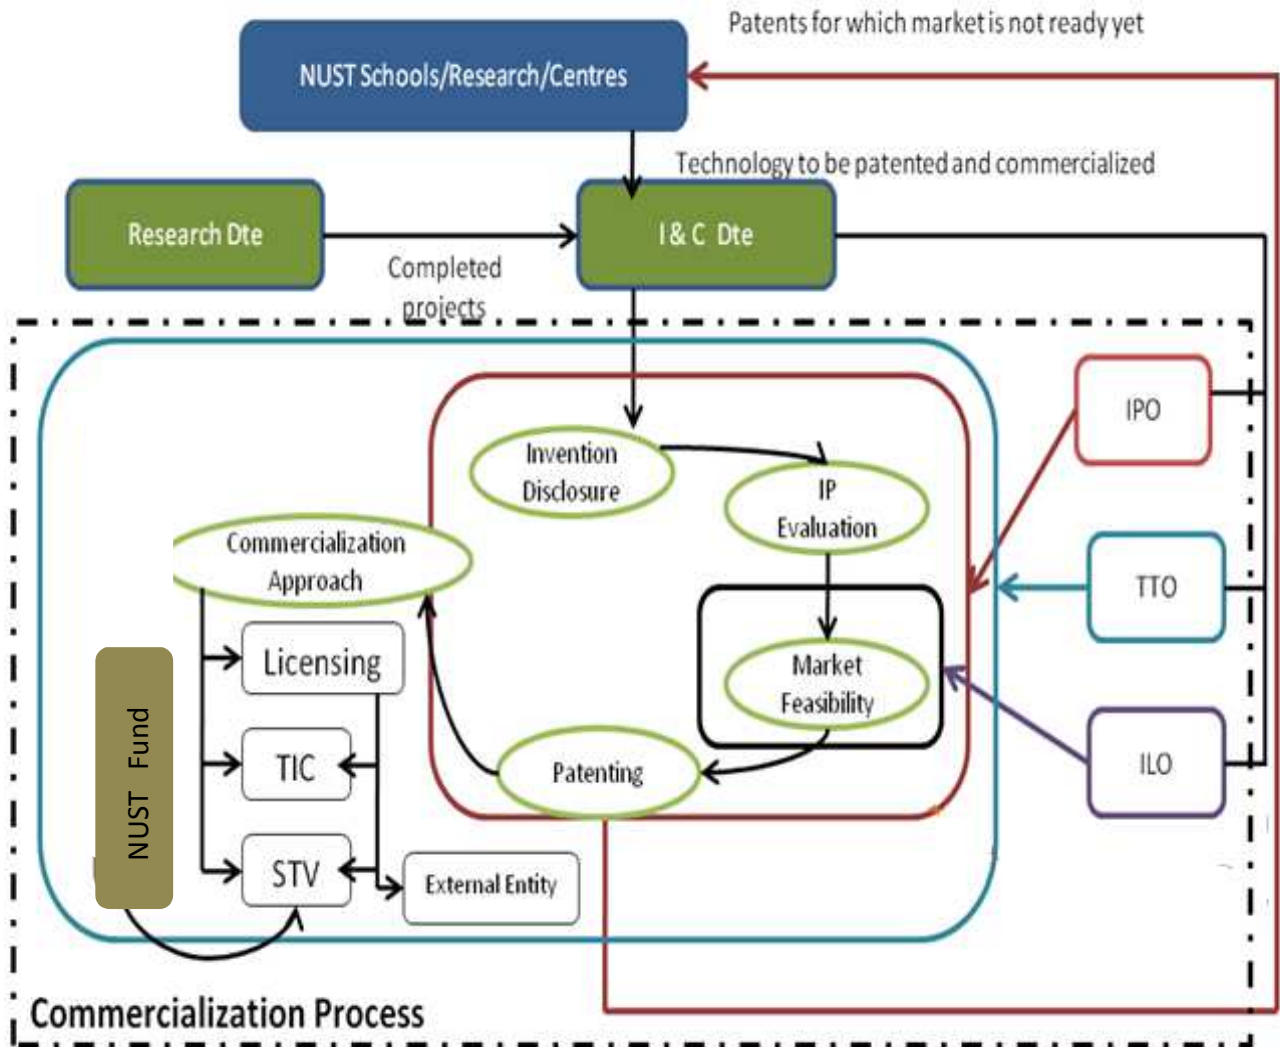 Patents for which market is not ready yet
NUST Schools/Research/Centres
Technology to be patented and commercialized
Research Dte
I & C Dte
Completed
projects
IPO
Invention
Disclosure
IP
Evaluation
Commercialization
Approach
TTO
Licensing
Market
Feasibility
NUST Fund
TIC
Patenting
ILO
STV
External Entity
Commercialization Process